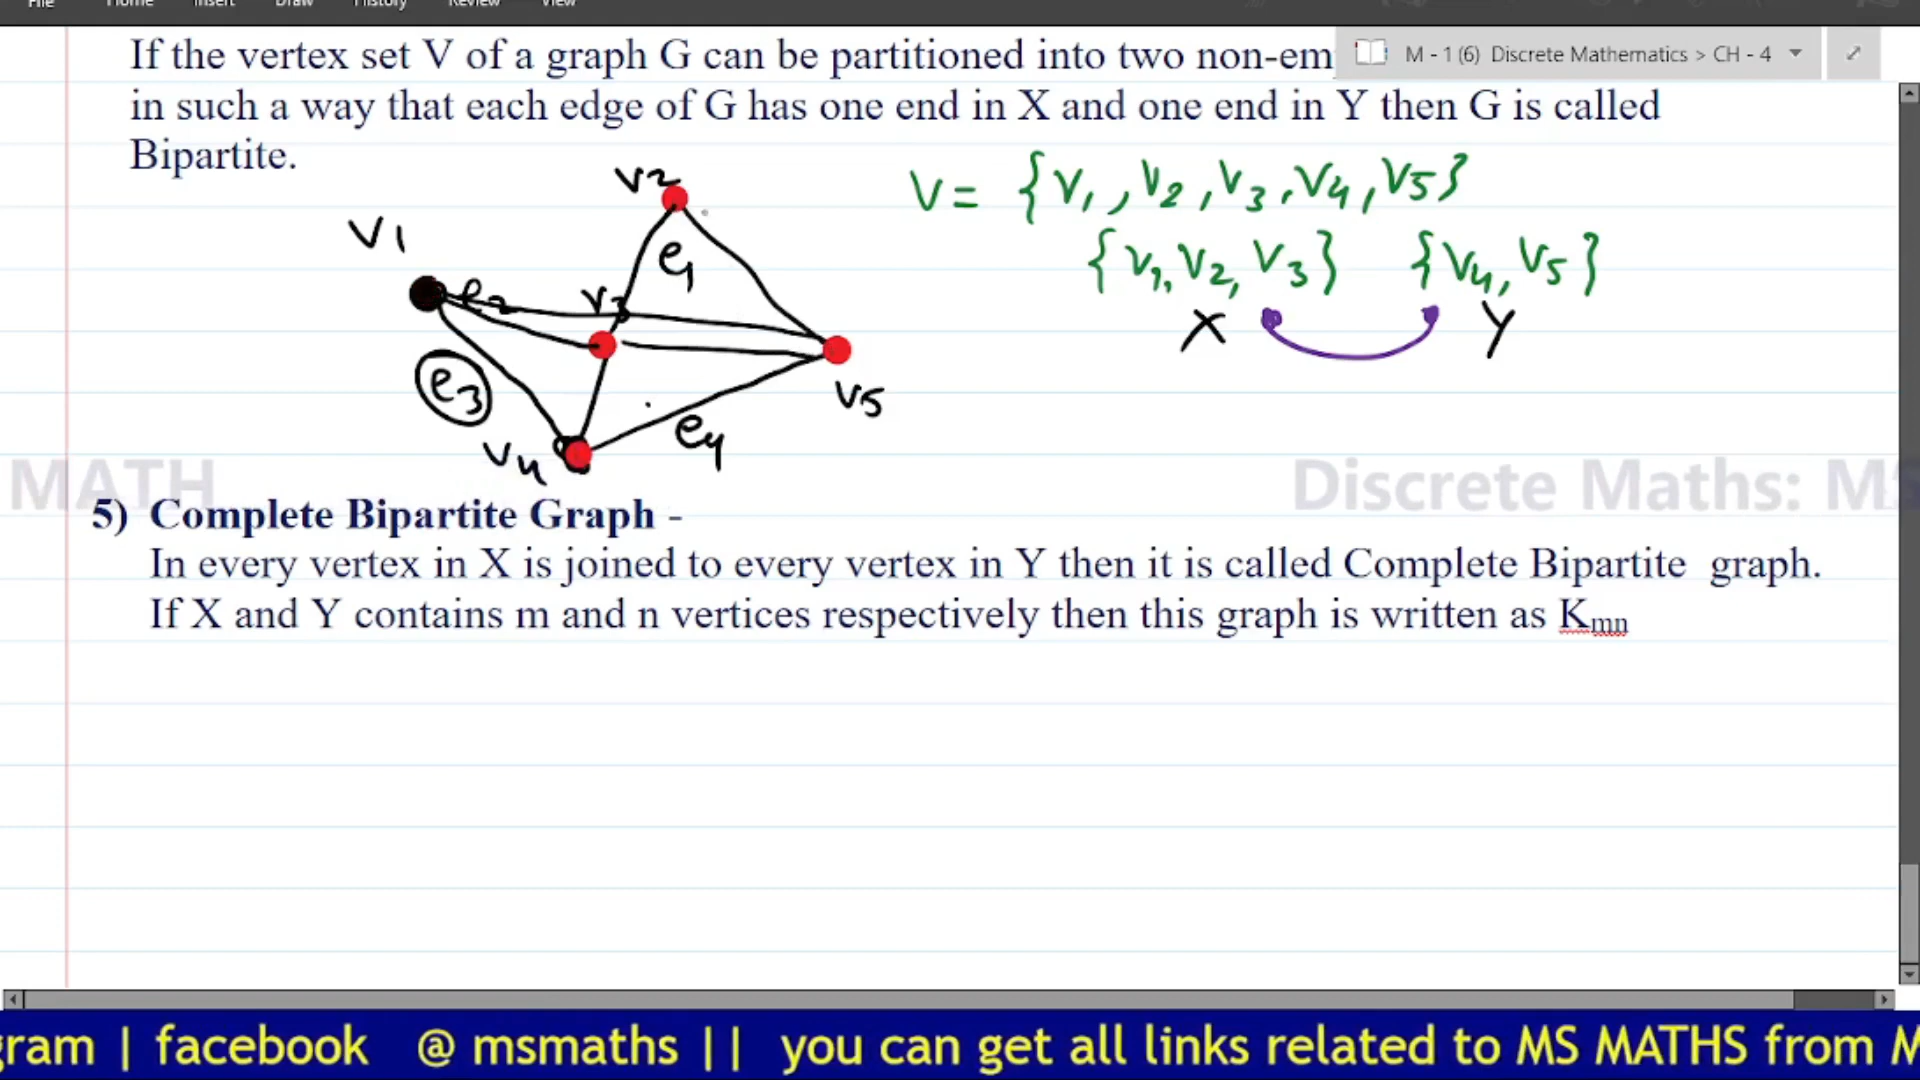 File Home Insert Draw History Review View
If the vertex set V of a graph G can be partitioned into two
M - 1 (6) Discrete Mathematics > CH - 4
in such a way that each edge of G has one end in X and one end in Y then G is called
Bipartite.
V = {V1, V2, V3, V4, V5}
{V1, V2, V3} {V4, V5}
X Y
V2
V1
e1
e2
V3
e3
V5
e4
V4
MATH
Discrete Maths: MS
5) Complete Bipartite Graph -
In every vertex in X is joined to every vertex in Y then it is called Complete Bipartite graph.
If X and Y contains m and n vertices respectively then this graph is written as Kmn
gram | facebook @ msmaths || you can get all links related to MS MATHS from M